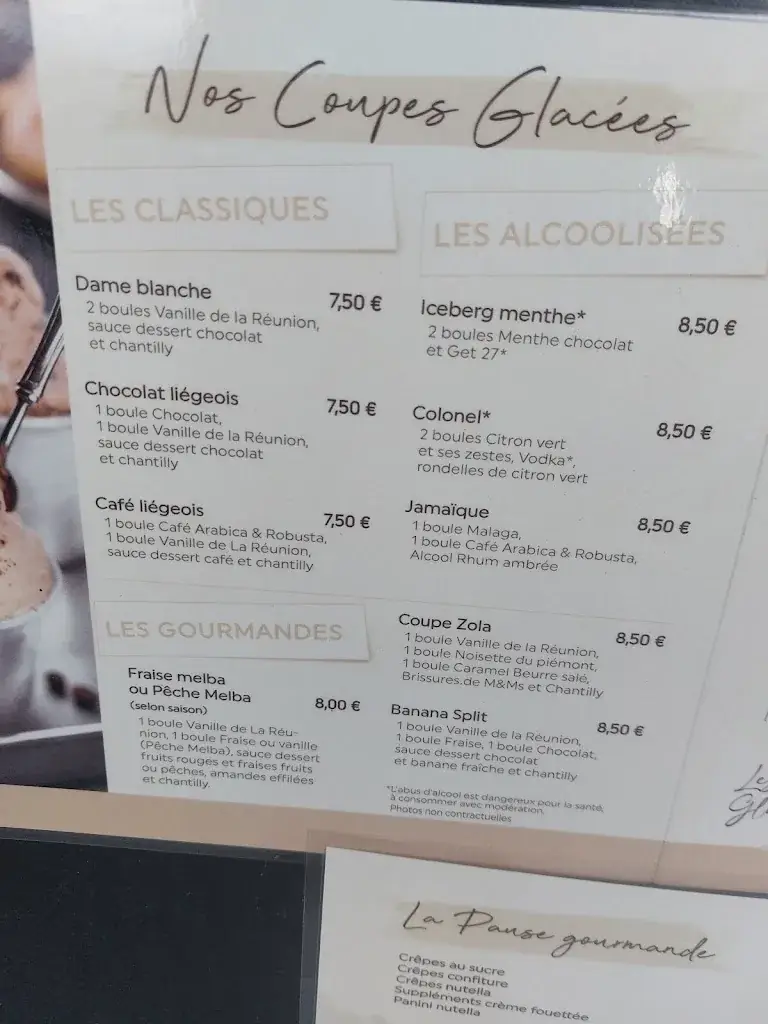 Nos Coupes Glacées
LES CLASSIQUES
Dame blanche 7,50 €
2 boules Vanille de la Réunion,
sauce dessert chocolat
et chantilly
Chocolat liégeois 7,50 €
1 boule Chocolat,
1 boule Vanille de la Réunion,
sauce dessert chocolat
et chantilly
Café liégeois 7,50 €
1 boule Café Arabica & Robusta,
1 boule Vanille de La Réunion,
sauce dessert café et chantilly
LES GOURMANDES
Fraise melba
ou Pêche Melba
(selon saison) 8,00 €
1 boule Vanille de La Réu-
nion, 1 boule Fraise ou vanille
(Pêche Melba), sauce dessert
fruits rouges et fraises fruits
ou pêches, amandes effilées
et chantilly
LES ALCOOLISÉES
Iceberg menthe* 8,50 €
2 boules Menthe chocolat
et Get 27*
Colonel* 8,50 €
2 boules Citron vert
et ses zestes, Vodka*,
rondelles de citron vert
Jamaïque 8,50 €
1 boule Malaga,
1 boule Café Arabica & Robusta,
Alcool Rhum ambrée
Coupe Zola 8,50 €
1 boule Vanille de la Réunion,
1 boule Noisette du piémont,
1 boule Caramel Beurre salé,
Brissures.de M&Ms et Chantilly
Banana Split 8,50 €
1 boule Vanille de la Réunion,
1 boule Fraise, 1 boule Chocolat,
sauce dessert chocolat
et banane fraîche et chantilly
*L'abus d'alcool est dangereux pour la santé,
à consommer avec modération.
Photos non contractuelles
La Pause gourmande
Crêpes au sucre
Crêpes confiture
Crêpes nutella
Suppléments crème fouettée
Panini nutella